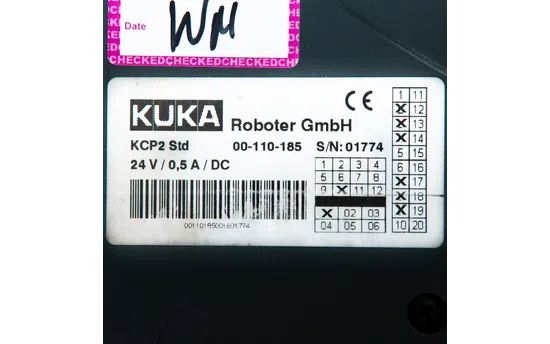 Date WM
CHECKEDCHECKEDCHECKEDCHECKED
CE
KUKA Roboter GmbH
KCP2 Std 00-110-185 S/N: 01774
24 V / 0,5 A / DC
1 2 3 4
5 6 7 8
9 X 11 12
X 02 03
04 05 06
1 11
X 12
X 13
X 14
5 15
6 16
X 17
X 18
X 19
10 20